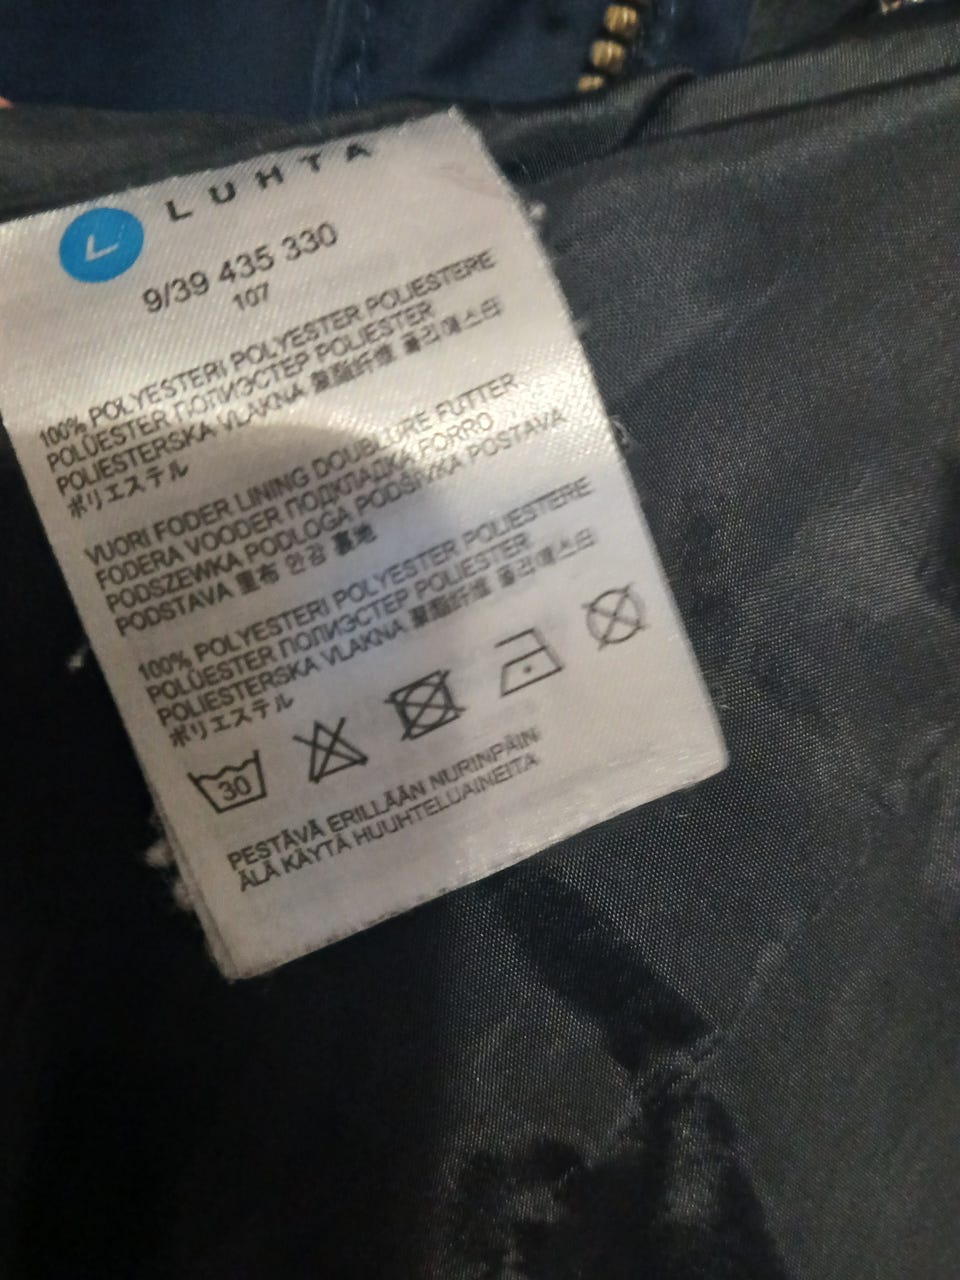 LUHTA
9/39 435 330
107
100% POLYESTERI POLYESTER POLIESTERE
POLÜESTER ПОЛИЭСТЕР POLIESTER
POLIESTERSKA VLAKNA 聚酯纤维 폴리에스터
ポリエステル
VUORI FODER LINING DOUBLURE FUTTER
FODERA VOODER ПОДКЛАДКА FORRO
PODSZEWKA PODLOGA PODŠIVKA POSTAVA
PODSTAVA 里布 안감 裏地
100% POLYESTERI POLYESTER POLIESTERE
POLÜESTER ПОЛИЭСТЕР POLIESTER
POLIESTERSKA VLAKNA 聚酯纤维 폴리에스터
ポリエステル
30
PESTÄVÄ ERILLÄÄN NURINPÄIN
ÄLÄ KÄYTÄ HUUHTELUAINEITA